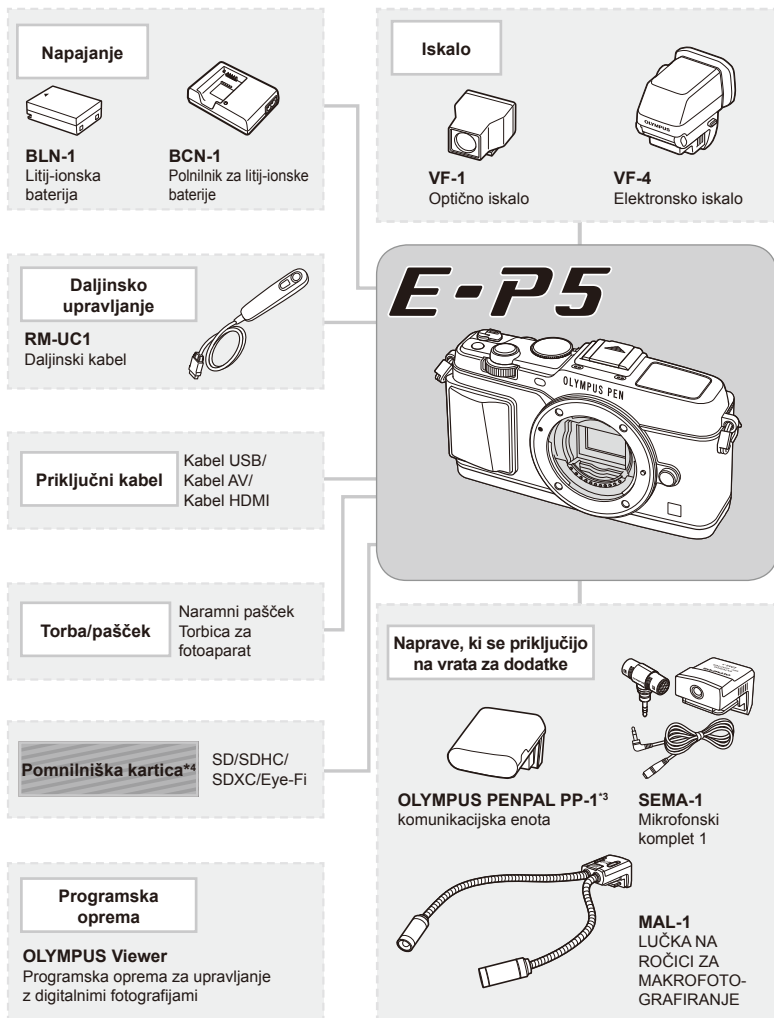 Napajanje
BLN-1
Litij-ionska
baterija
BCN-1
Polnilnik za litij-ionske
baterije
Iskalo
OLYMPUS
VF-1
Optično iskalo
VF-4
Elektronsko iskalo
Daljinsko
upravljanje
RM-UC1
Daljinski kabel
E-P5
OLYMPUS PEN
Priključni kabel
Kabel USB/
Kabel AV/
Kabel HDMI
Torba/pašček
Naramni pašček
Torbica za
fotoaparat
Pomnilniška kartica*4
SD/SDHC/
SDXC/Eye-Fi
Naprave, ki se priključijo
na vrata za dodatke
OLYMPUS PENPAL PP-1*3
komunikacijska enota
SEMA-1
Mikrofonski
komplet 1
MAL-1
LUČKA NA
ROČICI ZA
MAKROFOTO-
GRAFIRANJE
Programska
oprema
OLYMPUS Viewer
Programska oprema za upravljanje
z digitalnimi fotografijami